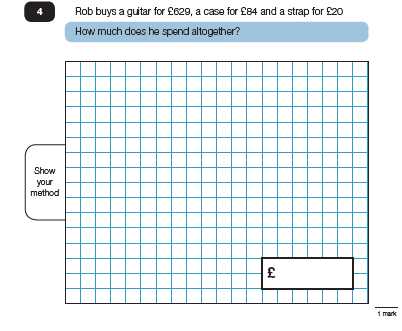 4 Rob buys a guitar for £629, a case for £84 and a strap for £20
How much does he spend altogether?
Show
your
method
£
1 mark